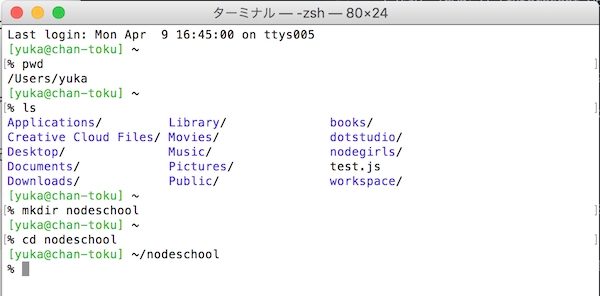 ターミナル — -zsh — 80×24
Last login: Mon Apr  9 16:45:00 on ttys005
[yuka@chan-toku] ~
[% pwd
/Users/yuka
[yuka@chan-toku] ~
[% ls
Applications/ Library/ books/
Creative Cloud Files/ Movies/ dotstudio/
Desktop/ Music/ nodegirls/
Documents/ Pictures/ test.js
Downloads/ Public/ workspace/
[yuka@chan-toku] ~
[% mkdir nodeschool
[yuka@chan-toku] ~
[% cd nodeschool
[yuka@chan-toku] ~/nodeschool
%